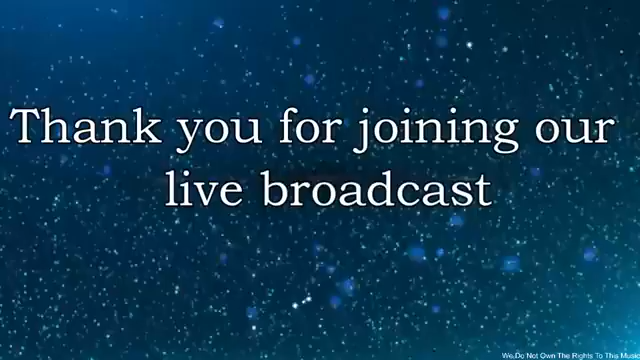 Thank you for joining our
live broadcast
We Do Not Own The Rights To This Music